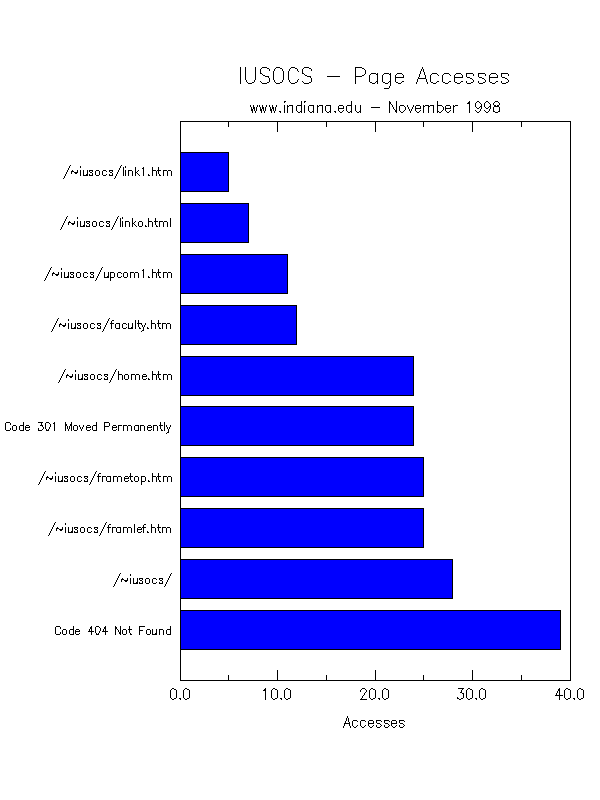 IUSOCS - Page Accesses
www.indiana.edu - November 1998
/~iusocs/link1.htm
/~iusocs/linko.html
/~iusocs/upcom1.htm
/~iusocs/faculty.htm
/~iusocs/home.htm
Code 301 Moved Permanently
/~iusocs/frametop.htm
/~iusocs/framlef.htm
/~iusocs/
Code 404 Not Found
0.0 10.0 20.0 30.0 40.0
Accesses